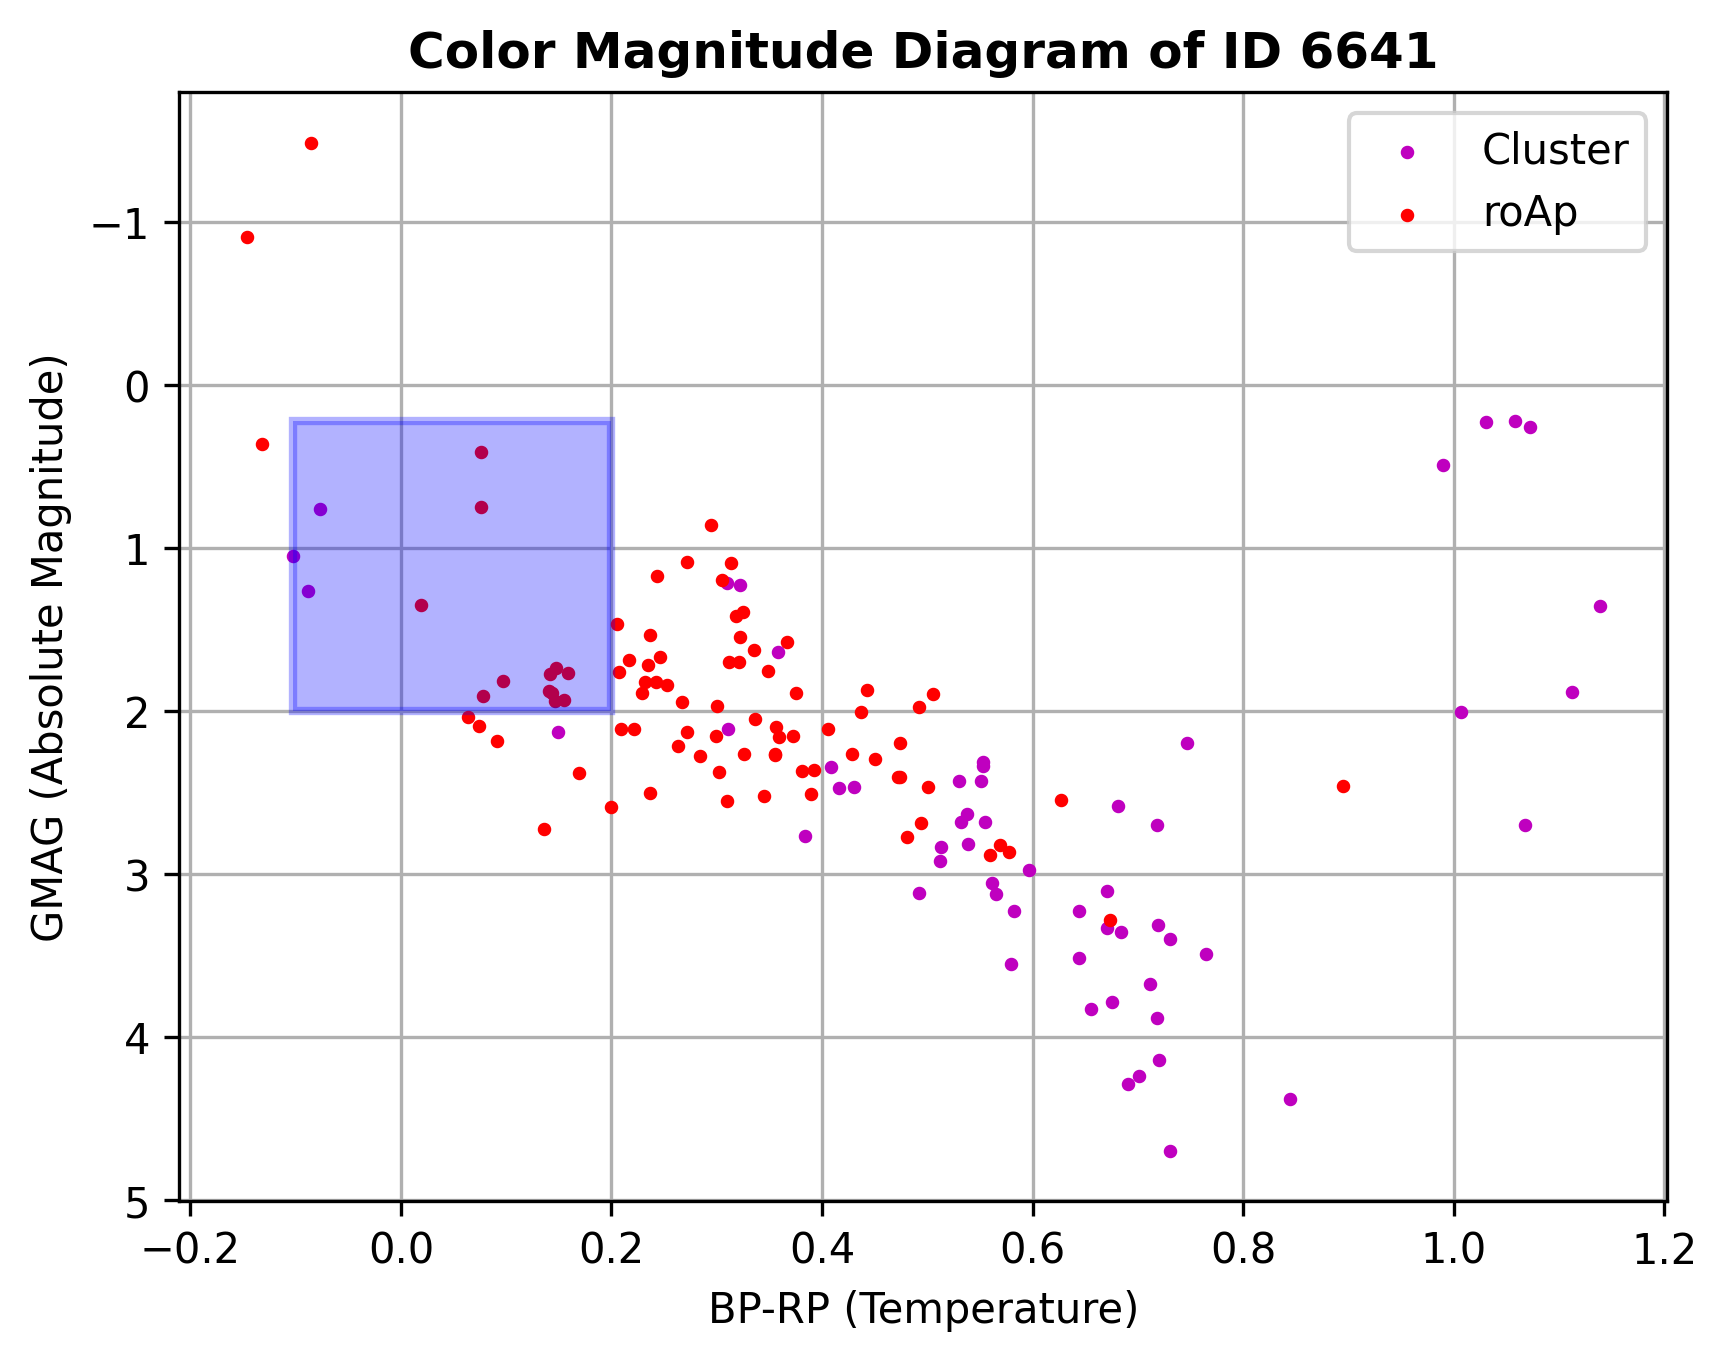 Color Magnitude Diagram of ID 6641
Cluster
roAp
GMAG (Absolute Magnitude)
−1
0
1
2
3
4
5
−0.2 0.0 0.2 0.4 0.6 0.8 1.0 1.2
BP-RP (Temperature)